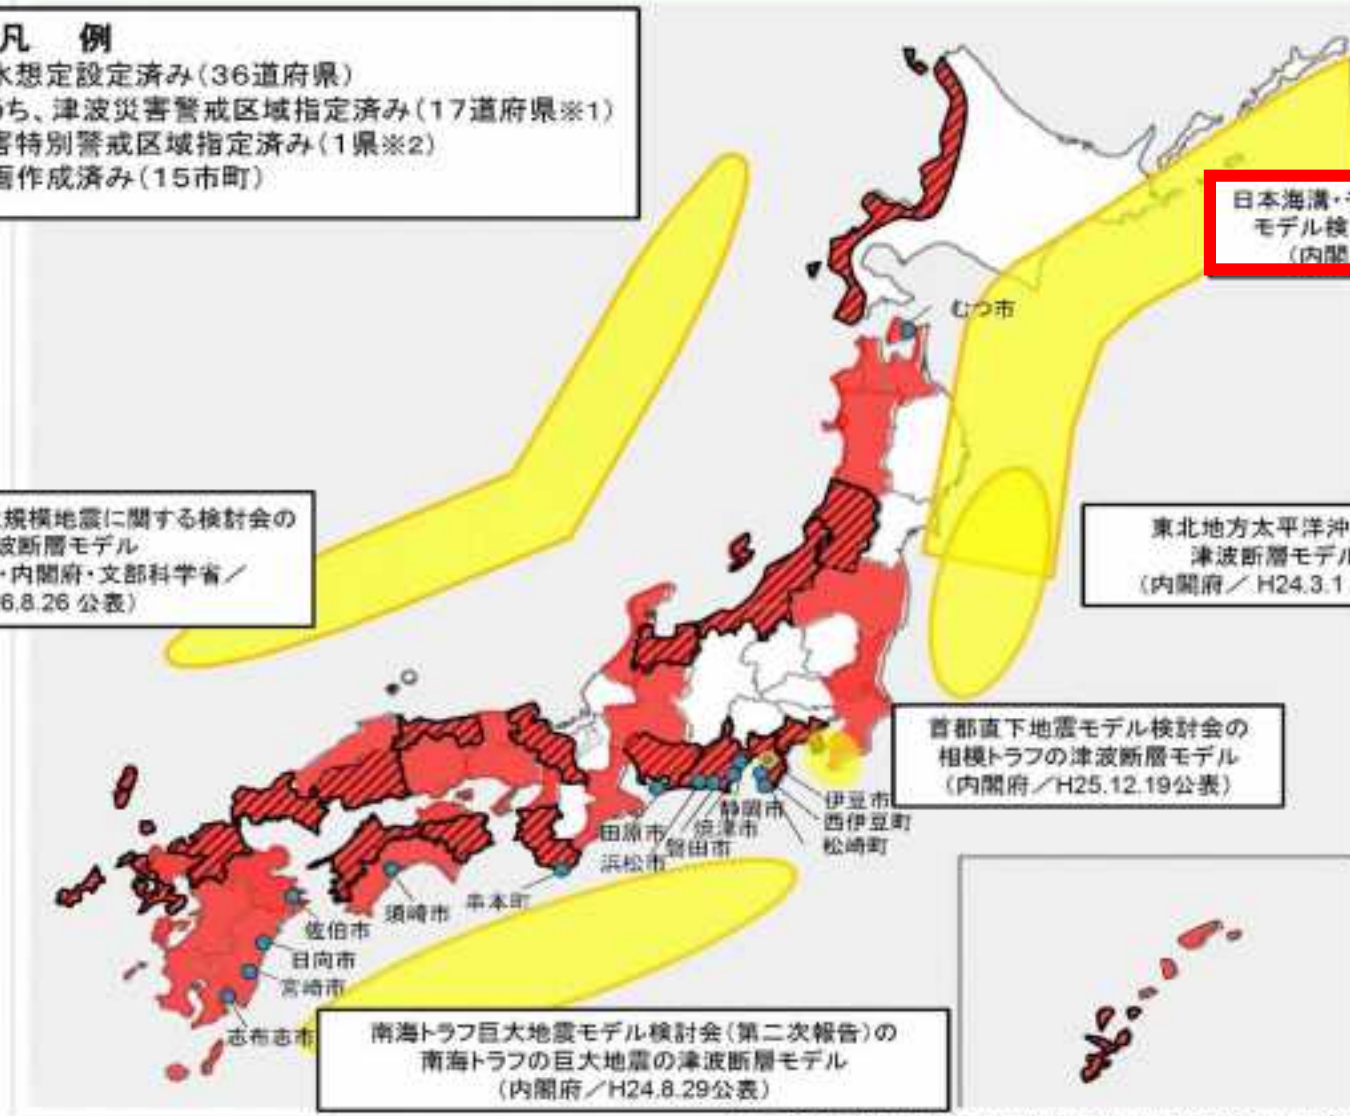 凡 例
水想定設定済み(36道府県)
うち、津波災害警戒区域指定済み(17道府県※1)
害特別警戒区域指定済み(1県※2)
画作成済み(15市町)
日本海溝・
モデル検
(内閣
むつ市
規模地震に関する検討会の
波断層モデル
・内閣府・文部科学省/
6.8.26 公表)
東北地方太平洋沖
津波断層モデル
(内閣府/ H24.3.1
首都直下地震モデル検討会の
相模トラフの津波断層モデル
(内閣府/H25.12.19公表)
伊豆市
西伊豆町
松崎町
静岡市
焼津市
磐田市
田原市
浜松市
串本町
須崎市
佐伯市
日向市
宮崎市
志布志市
南海トラフ巨大地震モデル検討会(第二次報告)の
南海トラフの巨大地震の津波断層モデル
(内閣府/H24.8.29公表)